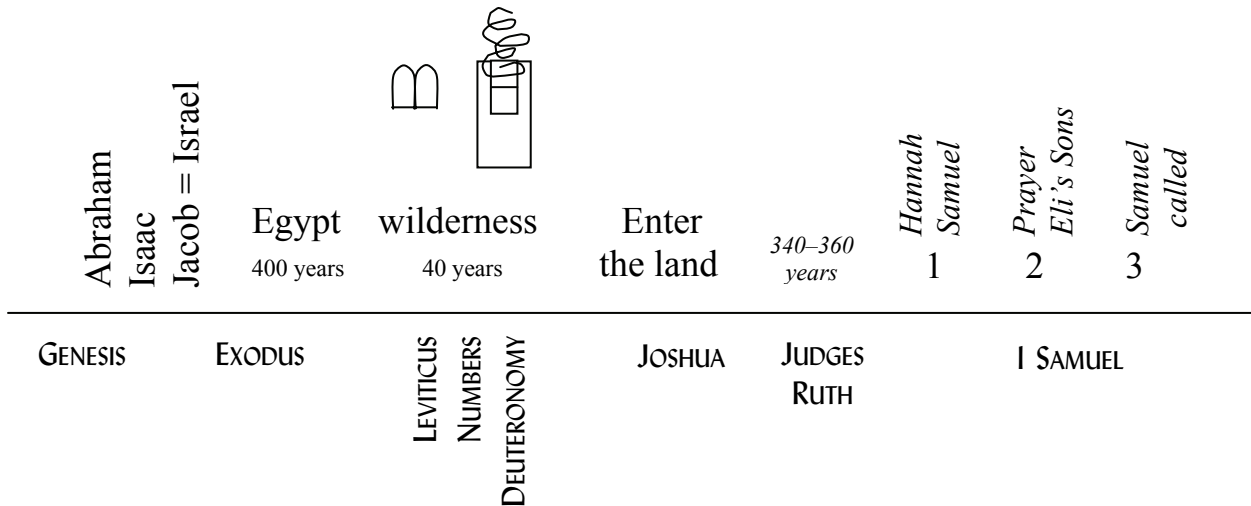 Abraham
Isaac
Jacob = Israel
Egypt
400 years
wilderness
40 years
Enter
the land
340–360
years
Hannah
Samuel
1
Prayer
Eli's Sons
2
Samuel
called
3
GENESIS
EXODUS
LEVITICUS
NUMBERS
DEUTERONOMY
JOSHUA
JUDGES
RUTH
I SAMUEL